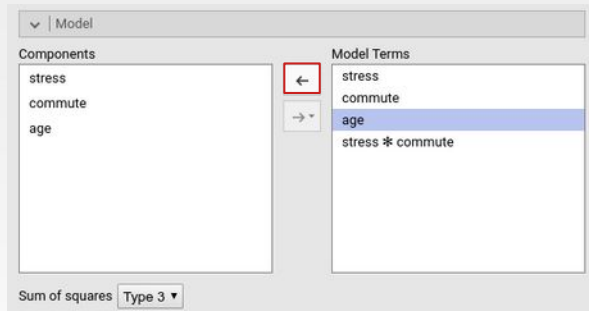 Model
Components
stress
commute
age
Model Terms
stress
commute
age
stress ✻ commute
Sum of squares Type 3